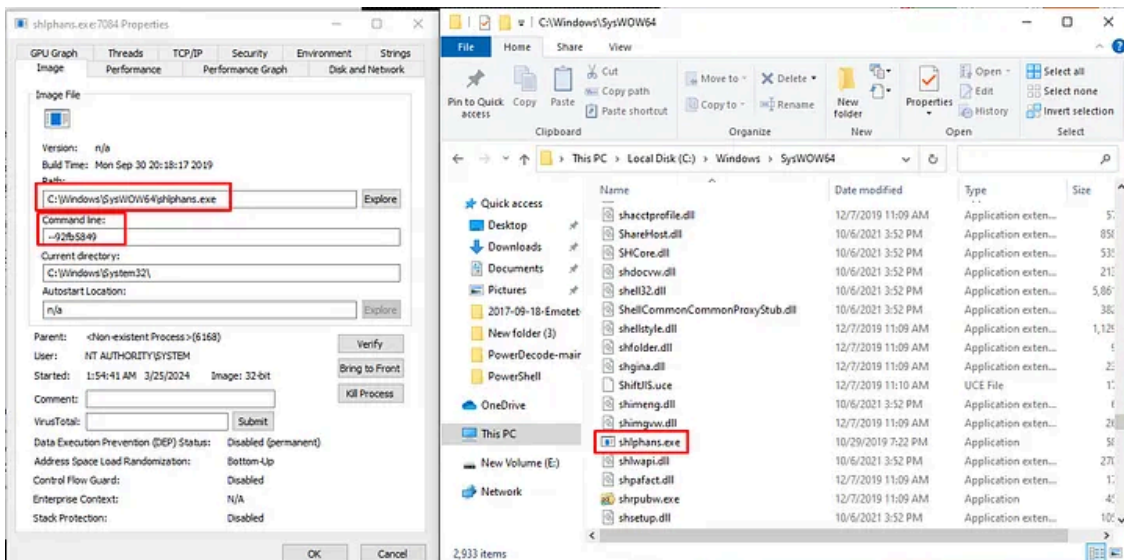 shlphans.exe:7084 Properties
GPU Graph Threads TCP/IP Security Environment Strings
Image Performance Performance Graph Disk and Network
Image File
Version: n/a
Build Time: Mon Sep 30 20:18:17 2019
Path:
C:\Windows\SysWOW64\shlphans.exe Explore
Command line:
--92fb5849
Current directory:
C:\Windows\System32\
Autostart Location:
n/a Explore
Parent: <Non-existent Process>(6168)
Verify
User: NT AUTHORITY\SYSTEM
Started: 1:54:41 AM 3/25/2024 Image: 32-bit
Bring to Front
Comment:
Kill Process
VirusTotal: Submit
Data Execution Prevention (DEP) Status: Disabled (permanent)
Address Space Load Randomization: Bottom-Up
Control Flow Guard: Disabled
Enterprise Context: N/A
Stack Protection: Disabled
OK Cancel
C:\Windows\SysWOW64
File Home Share View
Pin to Quick access
Copy
Paste
Cut
Copy path
Paste shortcut
Clipboard
Move to
Copy to
Delete
Rename
Organize
New folder
New
Properties
Open
Edit
History
Open
Select all
Select none
Invert selection
Select
This PC > Local Disk (C:) > Windows > SysWOW64
Quick access
Desktop
Downloads
Documents
Pictures
2017-09-18-Emotet
New folder (3)
PowerDecode-main
PowerShell
OneDrive
This PC
New Volume (E:)
Network
Name Date modified Type Size
shacctprofile.dll 12/7/2019 11:09 AM Application exten...
ShareHost.dll 10/6/2021 3:52 PM Application exten...
SHCore.dll 10/6/2021 3:52 PM Application exten...
shdocvw.dll 10/6/2021 3:52 PM Application exten...
shell32.dll 10/6/2021 3:52 PM Application exten...
ShellCommonCommonProxyStub.dll 10/6/2021 3:52 PM Application exten...
shellstyle.dll 12/7/2019 11:09 AM Application exten...
shfolder.dll 12/7/2019 11:09 AM Application exten...
shgina.dll 12/7/2019 11:09 AM Application exten...
ShiftJIS.uce 12/7/2019 11:10 AM UCE File
shimeng.dll 10/6/2021 3:52 PM Application exten...
shimgvw.dll 12/7/2019 11:09 AM Application exten...
shlphans.exe 10/29/2019 7:22 PM Application
shlwapi.dll 10/6/2021 3:52 PM Application exten...
shpafact.dll 12/7/2019 11:09 AM Application exten...
shrpubw.exe 12/7/2019 11:09 AM Application
shsetup.dll 10/6/2021 3:52 PM Application exten...
2,933 items